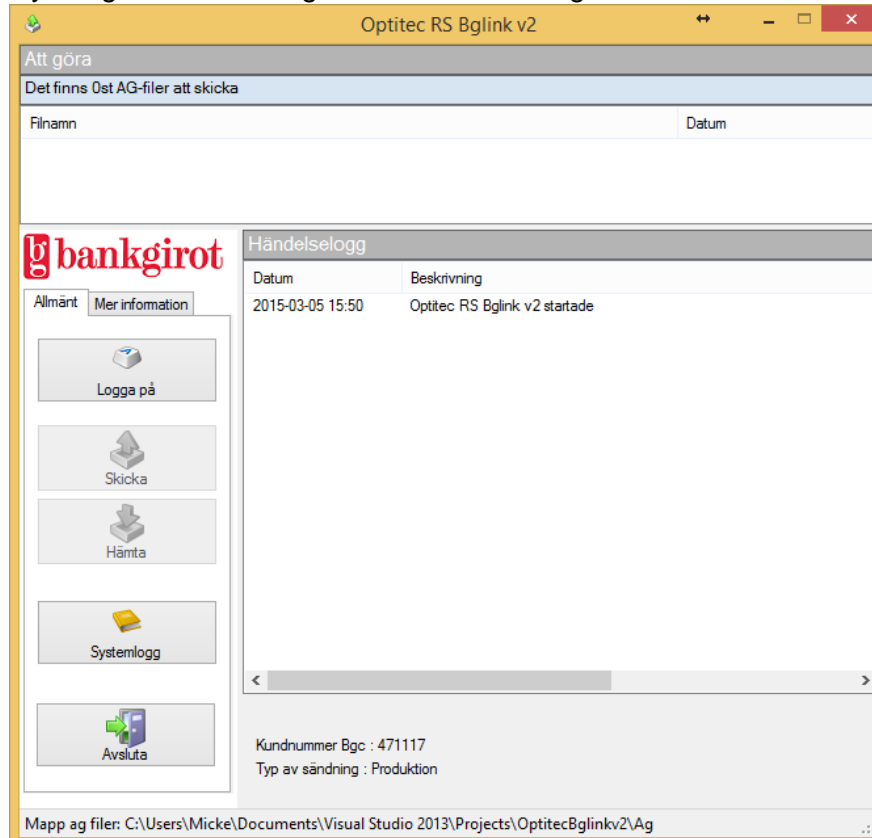 Optitec RS Bglink v2
Att göra
Det finns 0st AG-filer att skicka
Filnamn Datum
bankgirot
Händelselogg
Datum Beskrivning
Allmänt Mer information
2015-03-05 15:50 Optitec RS Bglink v2 startade
Logga på
Skicka
Hämta
Systemlogg
Avsluta
Kundnummer Bgc : 471117
Typ av sändning : Produktion
Mapp ag filer: C:\Users\Micke\Documents\Visual Studio 2013\Projects\OptitecBglinkv2\Ag